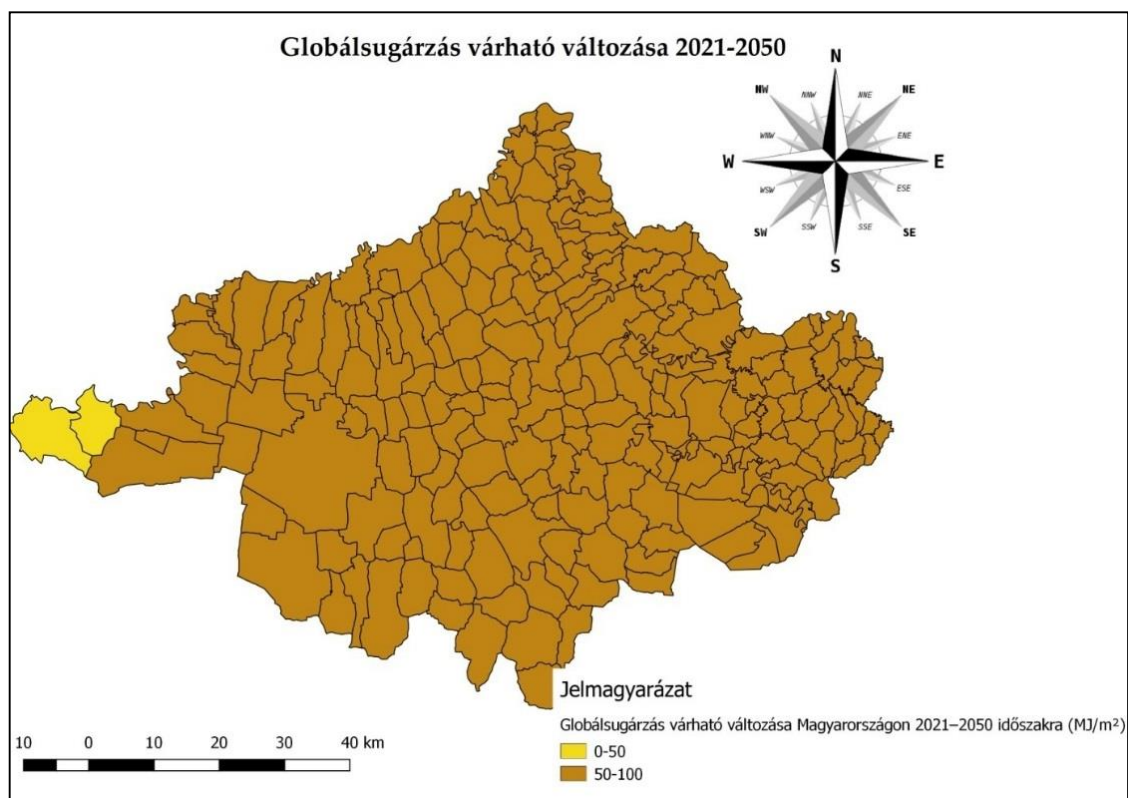 Globálsugárzás várható változása 2021-2050
N
NNW
NNE
NW
NE
WNW
ENE
W
E
WSW
ESE
SW
SE
SSW
SSE
S
Jelmagyarázat
Globálsugárzás várható változása Magyarországon 2021–2050 időszakra (MJ/m²)
0-50
50-100
10 0 10 20 30 40 km